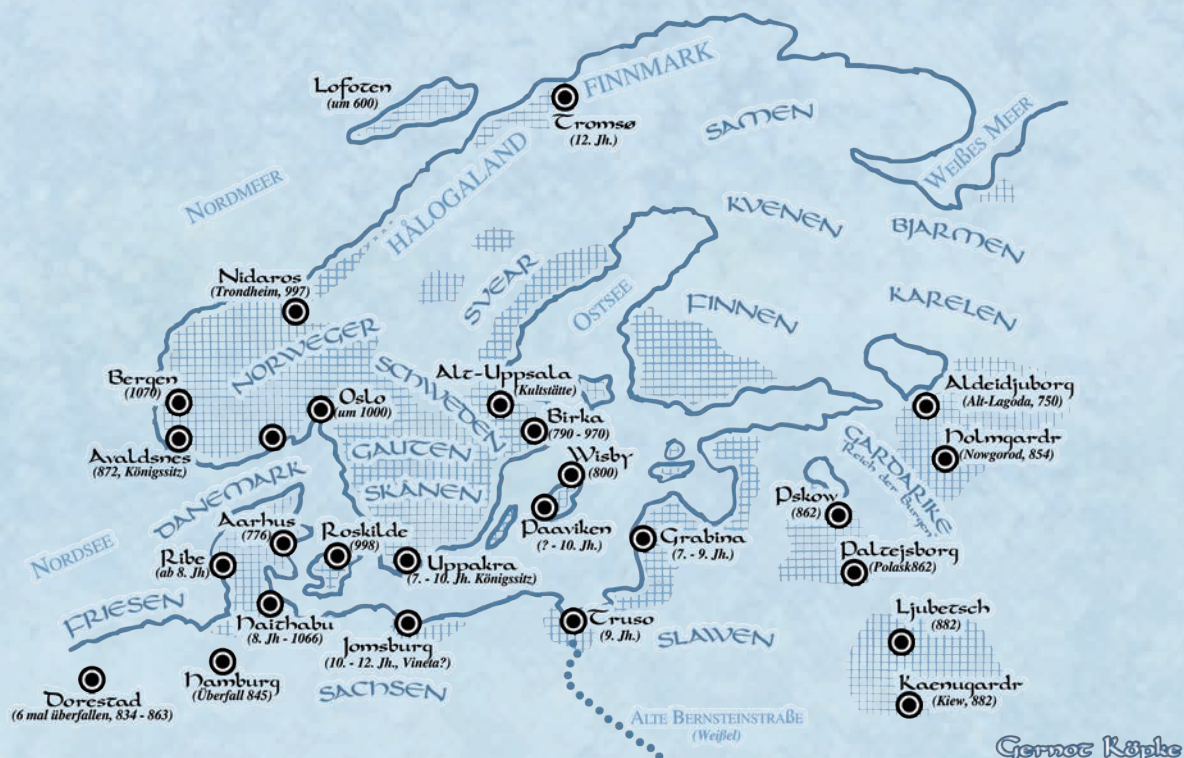 Lofoten
(um 600)
FINNMARK
Tromsø
(12. Jh.)
SAMEN
WEISSES MEER
NORDMEER
HÅLOGALAND
KVENEN
BJARMEN
Nidaros
(Trondheim, 997)
SVEAR
OSTSEE
FINNEN
KARELEN
NORWEGER
SCHWEDEN
Bergen
(1070)
Oslo
(um 1000)
Alt-Uppsala
(Kultstätte)
Birka
(790 - 970)
Aldeidjuborg
(Alt-Lagoda, 750)
Avaldsnes
(872, Königssitz)
GAUTEN
Wisby
(800)
Holmgardr
(Nowgorod, 854)
GARDARIKE
"Reich der Burgen"
DANEMARK
SKÅNEN
Paaviken
(? - 10. Jh.)
Pskow
(862)
NORDSEE
Aarhus
(776)
Roskilde
(998)
Grabina
(7. - 9. Jh.)
Ribe
(ab 8. Jh)
Uppakra
(7. - 10. Jh. Königssitz)
Paltejsborg
(Polask862)
FRIESEN
Haithabu
(8. Jh - 1066)
Jomsburg
(10. - 12. Jh., Vineta?)
Truso
(9. Jh.)
SLAWEN
Ljubetsch
(882)
Dorestad
(6 mal überfallen, 834 - 863)
Hamburg
(Überfall 845)
SACHSEN
ALTE BERNSTEINSTRAßE
(Weißel)
Kaenugardr
(Kiew, 882)
Gernot Köpke